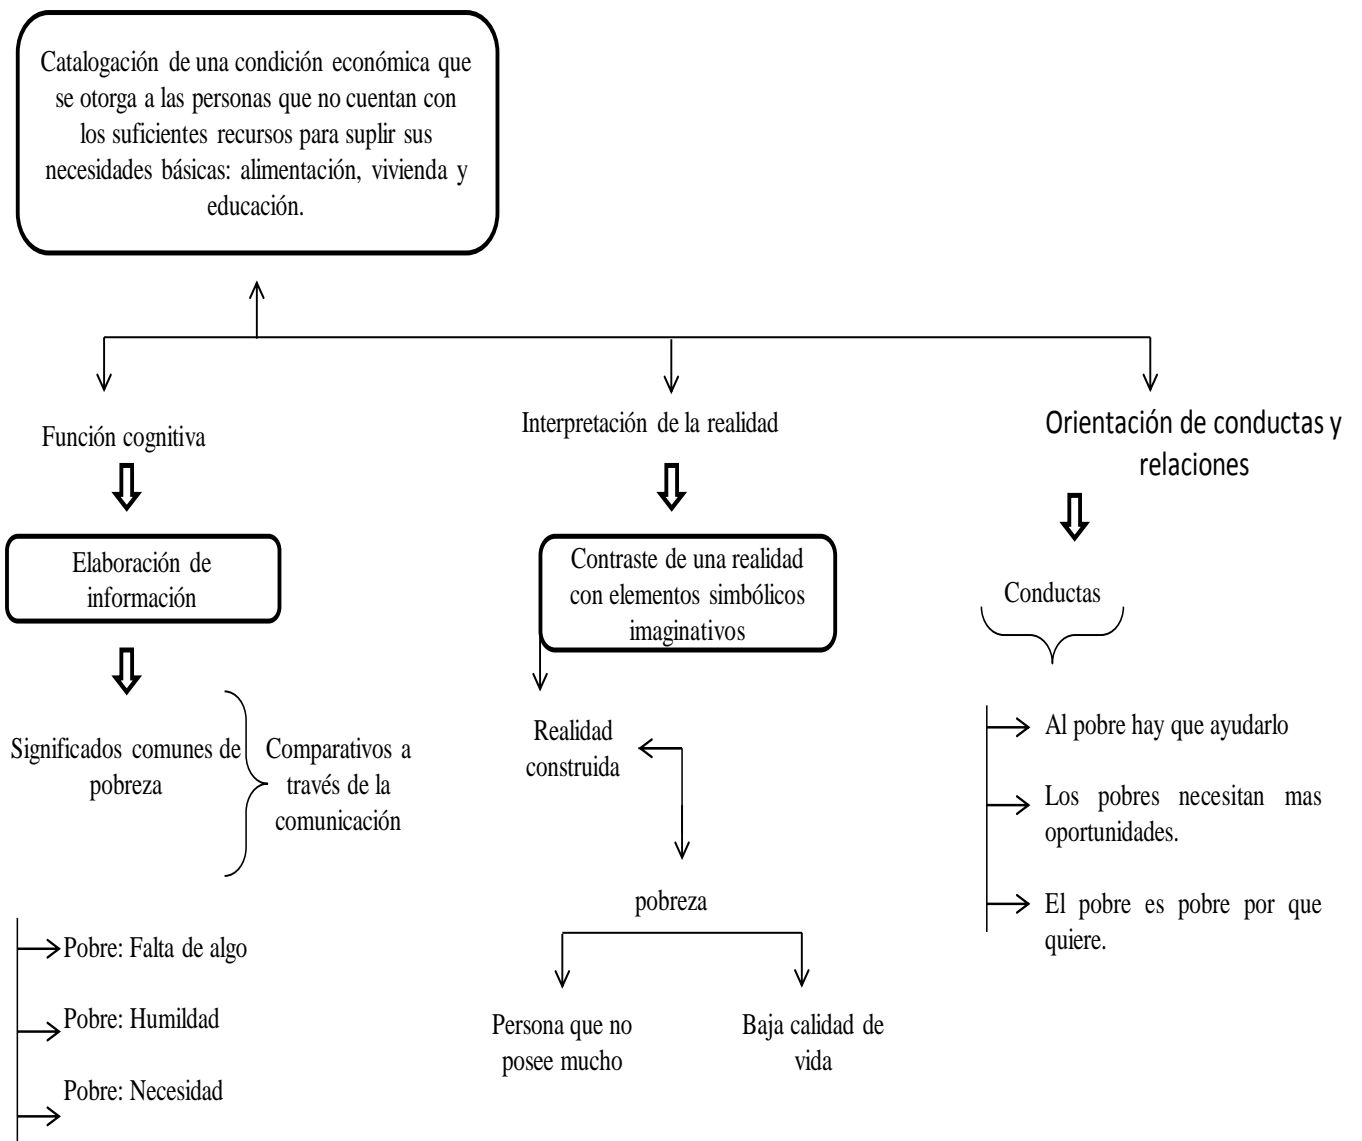 Catalogación de una condición económica que
se otorga a las personas que no cuentan con
los suficientes recursos para suplir sus
necesidades básicas: alimentación, vivienda y
educación.
Función cognitiva
Interpretación de la realidad
Orientación de conductas y
relaciones
Elaboración de
información
Contraste de una realidad
con elementos simbólicos
imaginativos
Conductas
Significados comunes de
pobreza
Comparativos a
través de la
comunicación
Realidad
construida
Al pobre hay que ayudarlo
Los pobres necesitan mas
oportunidades.
El pobre es pobre por que
quiere.
pobreza
Pobre: Falta de algo
Pobre: Humildad
Pobre: Necesidad
Persona que no
posee mucho
Baja calidad de
vida